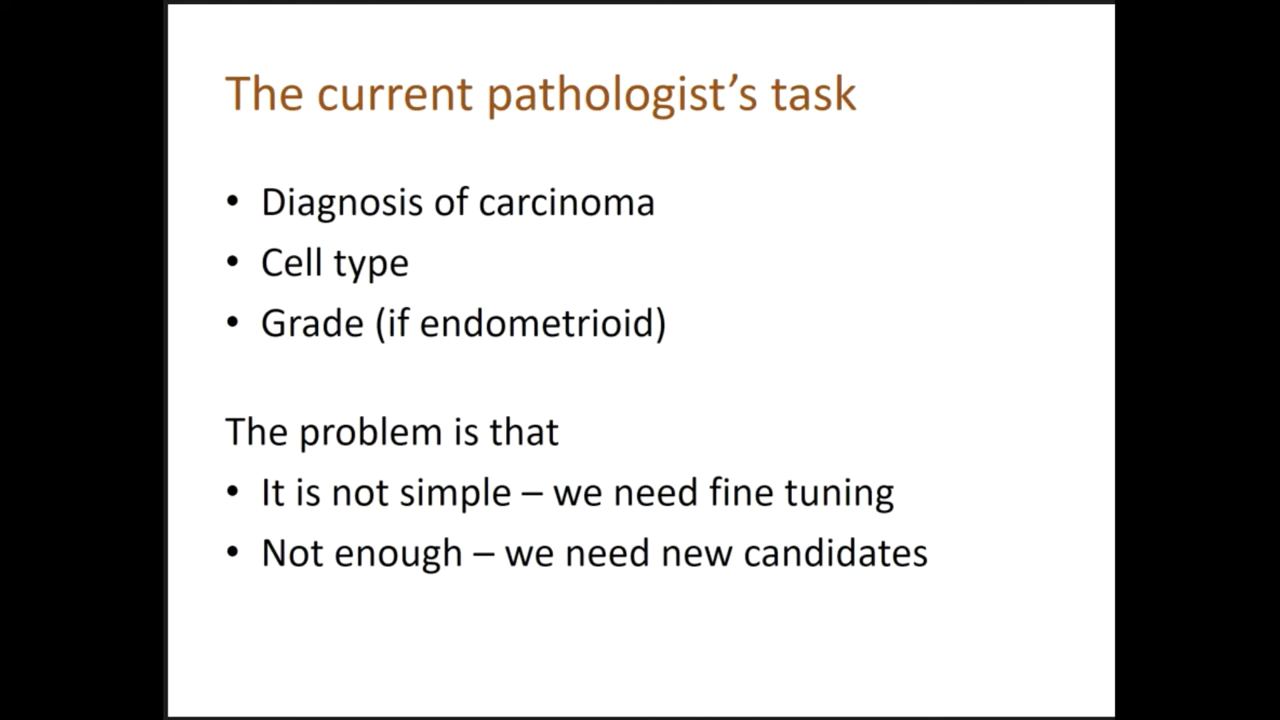 The current pathologist’s task
• Diagnosis of carcinoma
• Cell type
• Grade (if endometrioid)
The problem is that
• It is not simple – we need fine tuning
• Not enough – we need new candidates